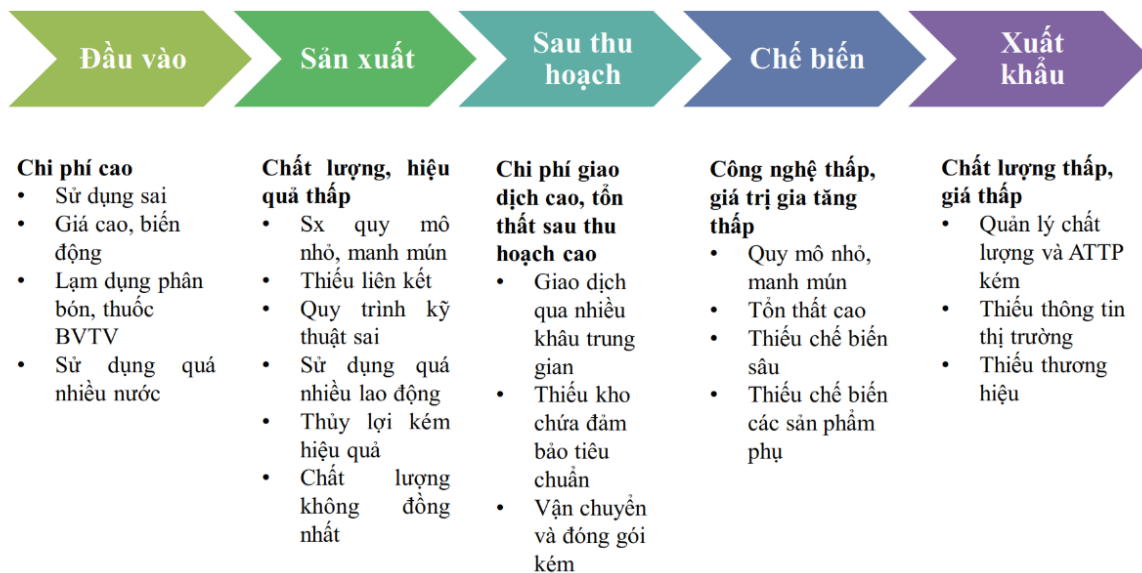 Đầu vào
Sản xuất
Sau thu
hoạch
Chế biến
Xuất
khẩu
Chi phí cao
• Sử dụng sai
• Giá cao, biến
động
• Lạm dụng phân
bón, thuốc
BVTV
• Sử dụng quá
nhiều nước
Chất lượng, hiệu
quả thấp
• Sx quy mô
nhỏ, manh mún
• Thiếu liên kết
• Quy trình kỹ
thuật sai
• Sử dụng quá
nhiều lao động
• Thủy lợi kém
hiệu quả
• Chất lượng
không đồng
nhất
Chi phí giao
dịch cao, tổn
thất sau thu
hoạch cao
• Giao dịch
qua nhiều
khâu trung
gian
• Thiếu kho
chứa đảm
bảo tiêu
chuẩn
• Vận chuyển
và đóng gói
kém
Công nghệ thấp,
giá trị gia tăng
thấp
• Quy mô nhỏ,
manh mún
• Tổn thất cao
• Thiếu chế biến
sâu
• Thiếu chế biến
các sản phẩm
phụ
Chất lượng thấp,
giá thấp
• Quản lý chất
lượng và ATTP
kém
• Thiếu thông tin
thị trường
• Thiếu thương
hiệu